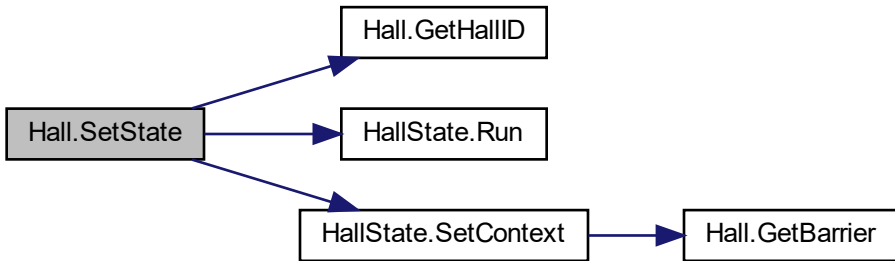 Hall.GetHallID
Hall.SetState
HallState.Run
HallState.SetContext
Hall.GetBarrier